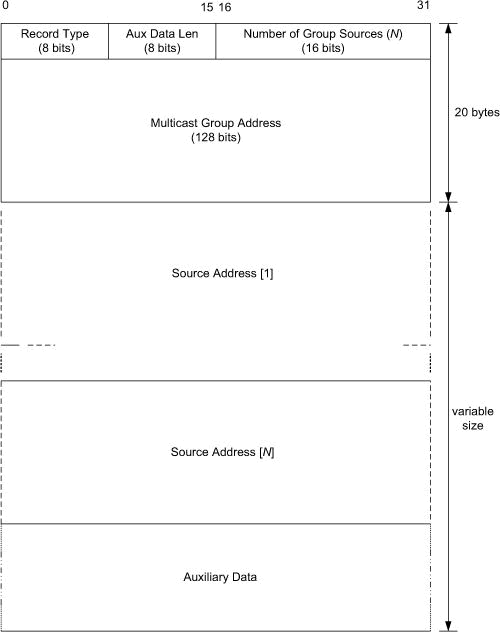 0 15 16 31
Record Type Aux Data Len Number of Group Sources (N)
(8 bits) (8 bits) (16 bits)
Multicast Group Address
(128 bits)
20 bytes
Source Address [1]
variable
size
Source Address [N]
Auxiliary Data